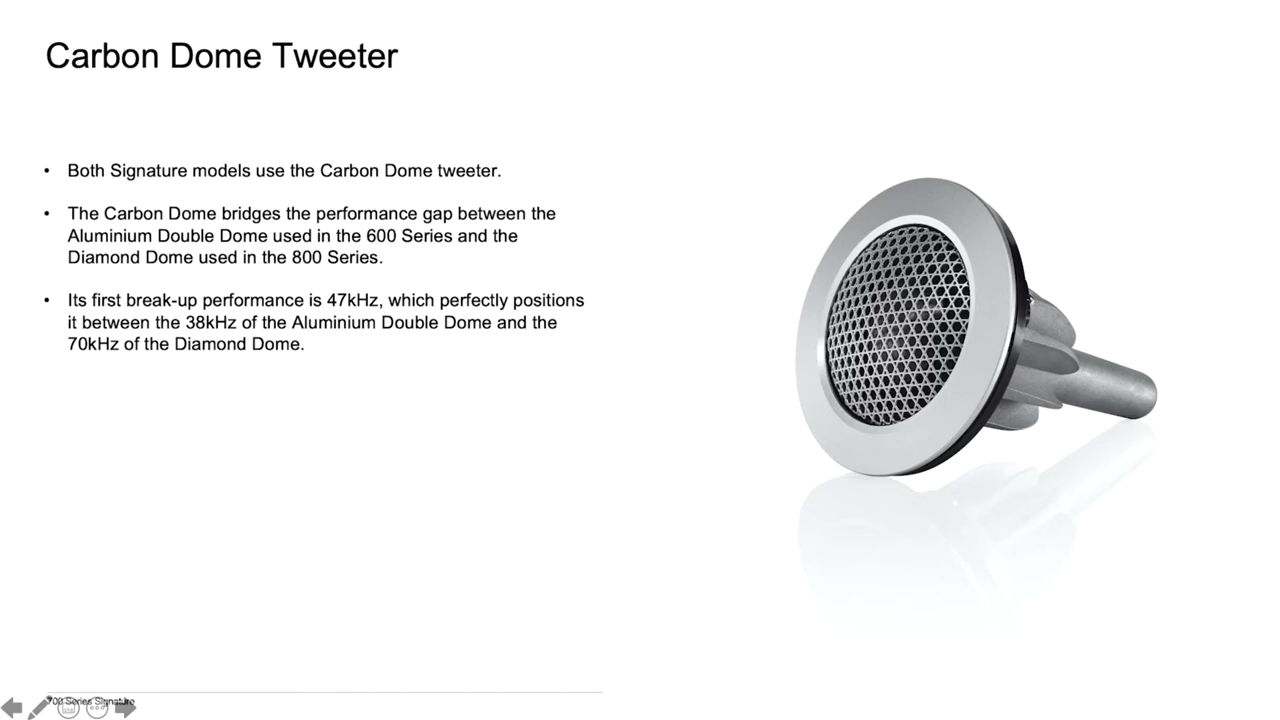 Carbon Dome Tweeter
• Both Signature models use the Carbon Dome tweeter.
• The Carbon Dome bridges the performance gap between the
Aluminium Double Dome used in the 600 Series and the
Diamond Dome used in the 800 Series.
• Its first break-up performance is 47kHz, which perfectly positions
it between the 38kHz of the Aluminium Double Dome and the
70kHz of the Diamond Dome.
700 Series Signature